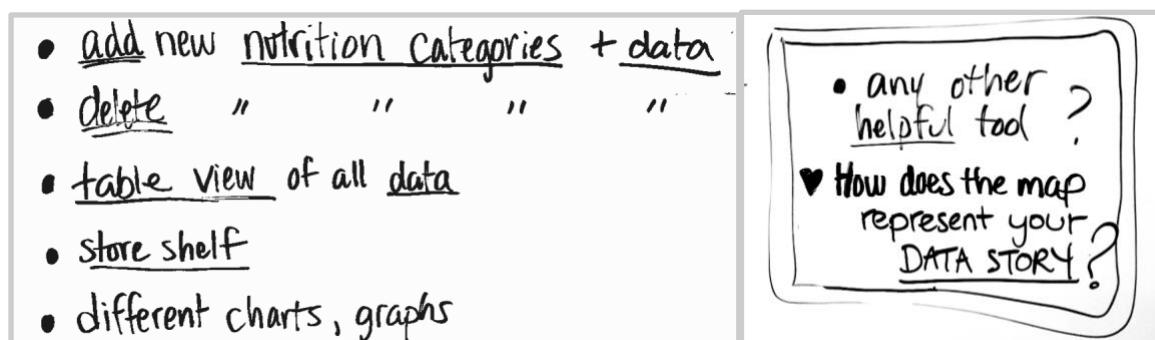 • add new nutrition categories + data
• delete " " " "
• table view of all data
• store shelf
• different charts, graphs
• any other
helpful tool ?
♥ How does the map
represent your
DATA STORY ?